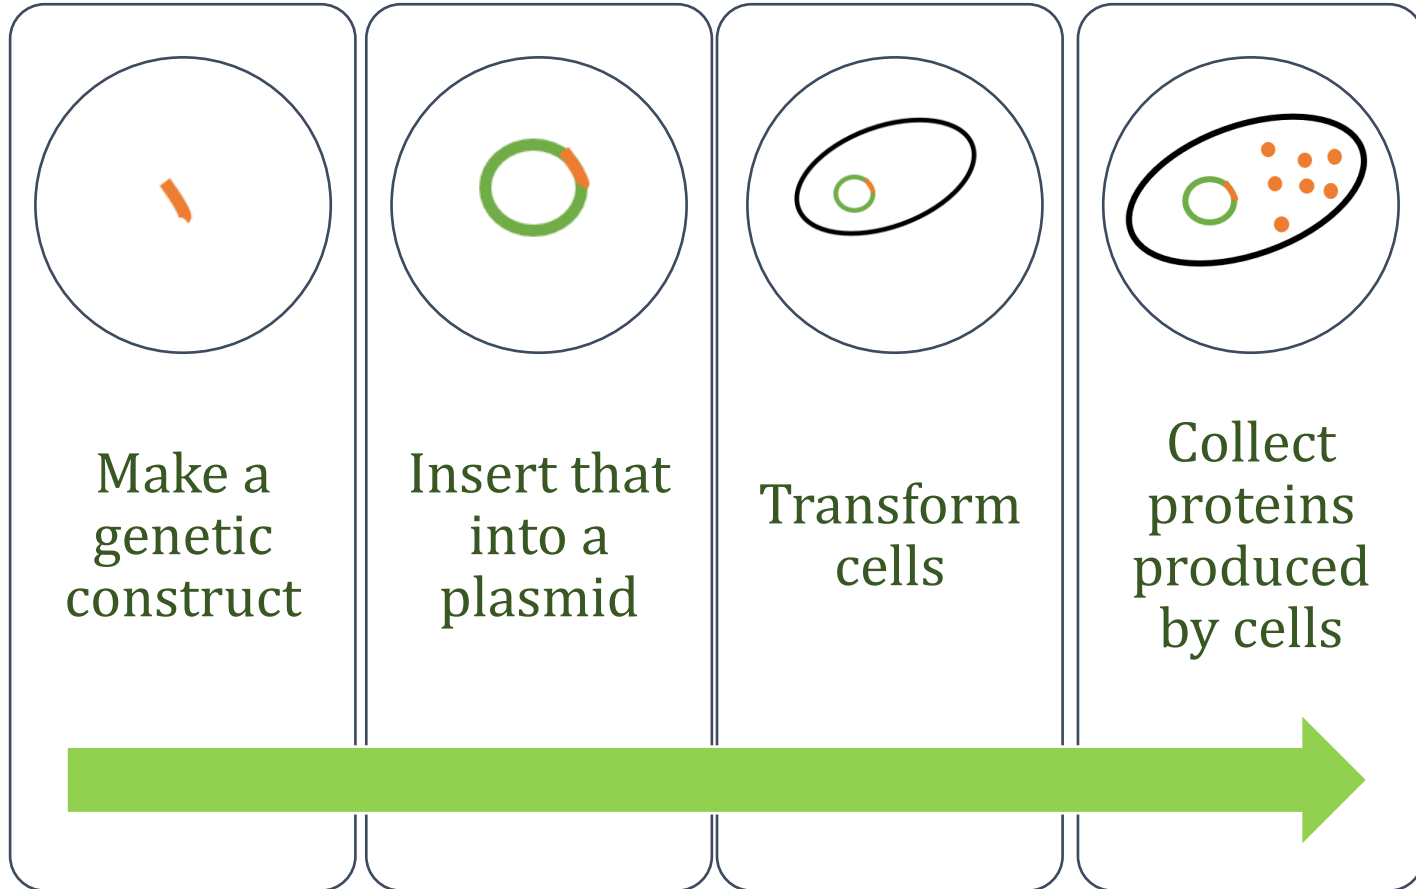 Make a
genetic
construct
Insert that
into a
plasmid
Transform
cells
Collect
proteins
produced
by cells